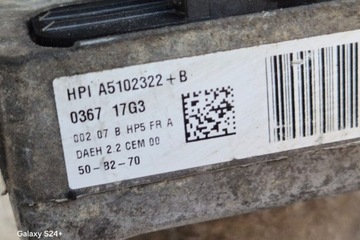 HPI A5102322+B
0367 17G3
002 07 B HP5 FR A
DAEH 2.2 CEM 00
50-82-70
Galaxy S24+